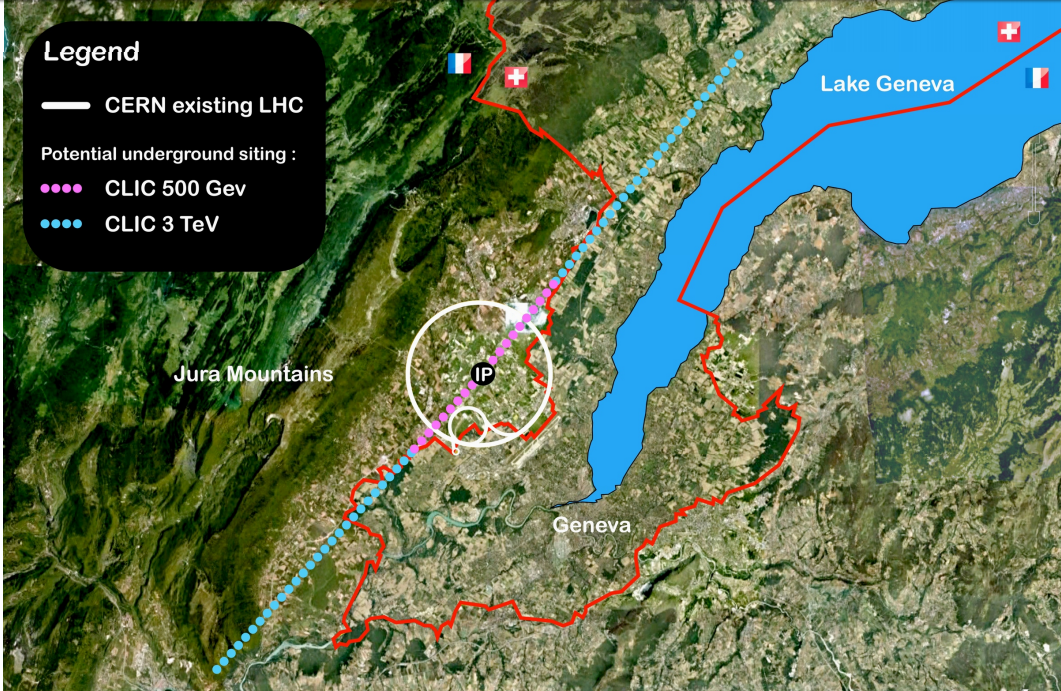 Legend
CERN existing LHC
Potential underground siting :
CLIC 500 Gev
CLIC 3 TeV
Lake Geneva
Jura Mountains
IP
Geneva